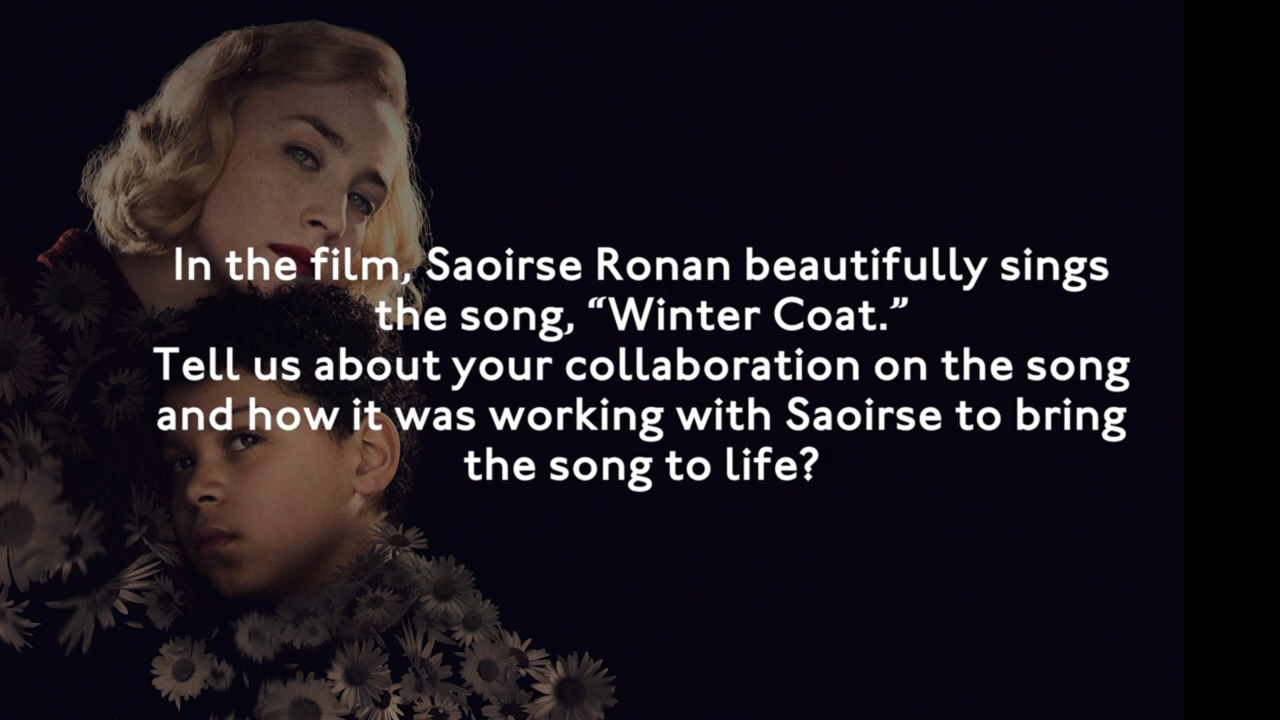 In the film, Saoirse Ronan beautifully sings
the song, “Winter Coat.”
Tell us about your collaboration on the song
and how it was working with Saoirse to bring
the song to life?